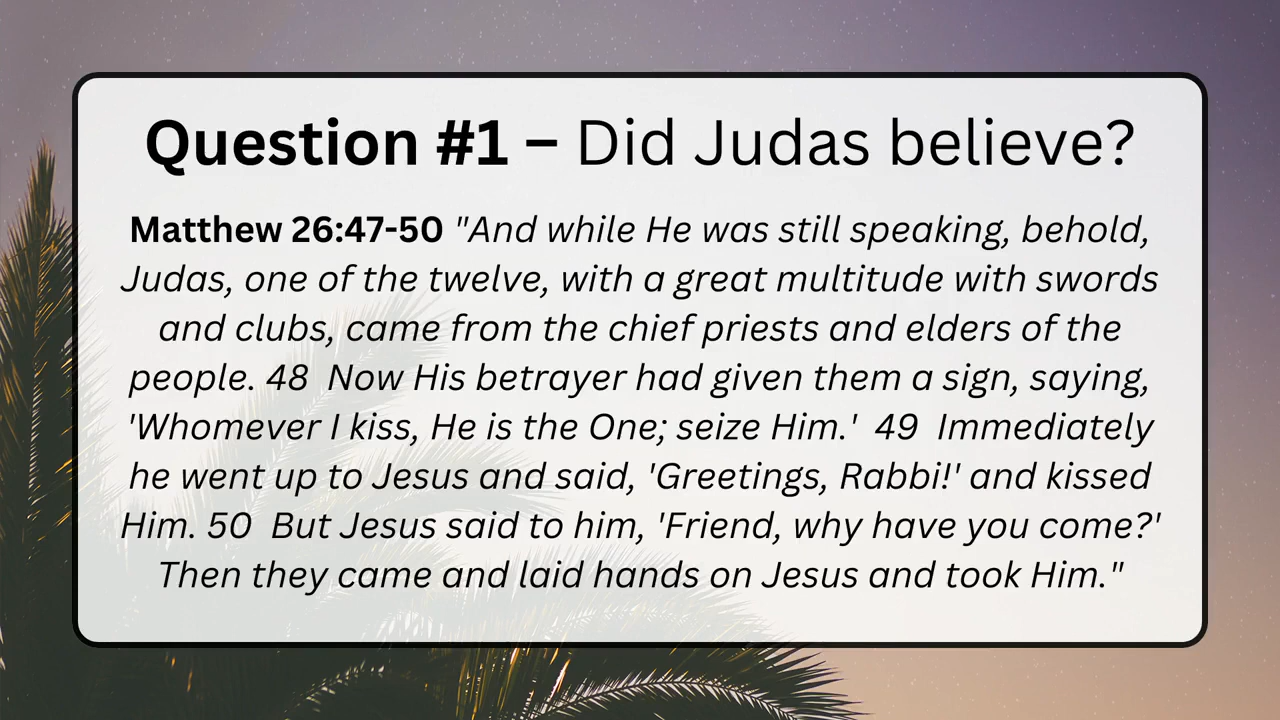 Question #1 – Did Judas believe?
Matthew 26:47-50 "And while He was still speaking, behold,
Judas, one of the twelve, with a great multitude with swords
and clubs, came from the chief priests and elders of the
people. 48  Now His betrayer had given them a sign, saying,
'Whomever I kiss, He is the One; seize Him.'  49  Immediately
he went up to Jesus and said, 'Greetings, Rabbi!' and kissed
Him. 50  But Jesus said to him, 'Friend, why have you come?'
Then they came and laid hands on Jesus and took Him."